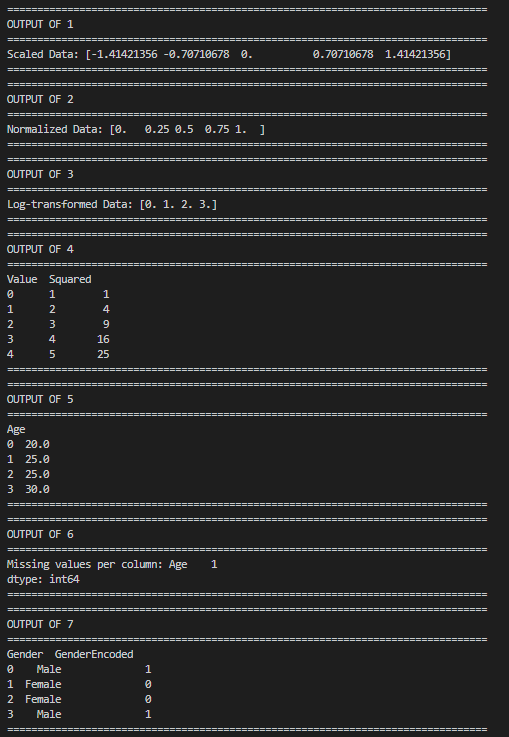 ================================================================================
OUTPUT OF 1
================================================================================
Scaled Data: [-1.41421356 -0.70710678  0.          0.70710678  1.41421356]
================================================================================
================================================================================
OUTPUT OF 2
================================================================================
Normalized Data: [0.   0.25 0.5  0.75 1.  ]
================================================================================
================================================================================
OUTPUT OF 3
================================================================================
Log-transformed Data: [0. 1. 2. 3.]
================================================================================
================================================================================
OUTPUT OF 4
================================================================================
Value  Squared
0      1        1
1      2        4
2      3        9
3      4       16
4      5       25
================================================================================
================================================================================
OUTPUT OF 5
================================================================================
Age
0  20.0
1  25.0
2  25.0
3  30.0
================================================================================
================================================================================
OUTPUT OF 6
================================================================================
Missing values per column: Age    1
dtype: int64
================================================================================
================================================================================
OUTPUT OF 7
================================================================================
Gender  GenderEncoded
0    Male              1
1  Female              0
2  Female              0
3    Male              1
================================================================================